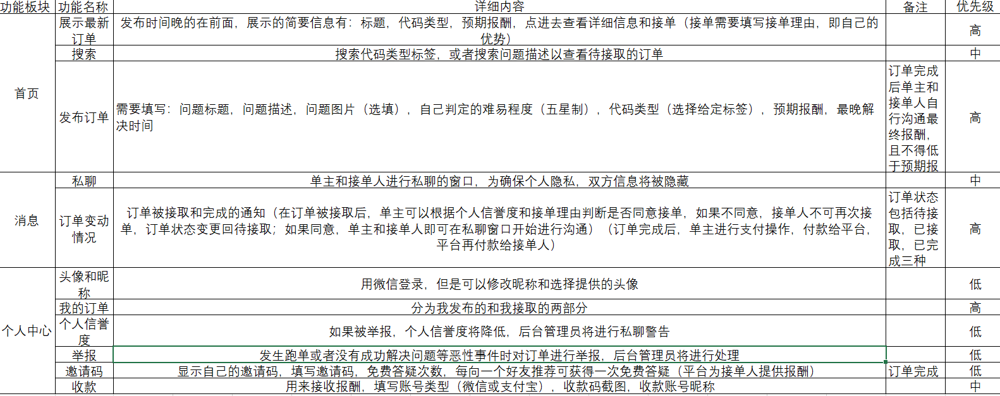 功能板块 功能名称 详细内容 备注 优先级
首页
展示最新
订单
发布时间晚的在前面，展示的简要信息有：标题，代码类型，预期报酬，点进去查看详细信息和接单（接单需要填写接单理由，即自己的
优势）
高
搜索
搜索代码类型标签，或者搜索问题描述以查看待接取的订单
中
发布订单
需要填写：问题标题，问题描述，问题图片（选填），自己判定的难易程度（五星制），代码类型（选择给定标签），预期报酬，最晚解
决时间
订单完成
后单主和
接单人自
行沟通最
终报酬，
且不得低
于预期报
高
消息
私聊
单主和接单人进行私聊的窗口，为确保个人隐私，双方信息将被隐藏
中
订单变动
情况
订单被接取和完成的通知（在订单被接取后，单主可以根据个人信誉度和接单理由判断是否同意接单，如果不同意，接单人不可再次接
单，订单状态变更回待接取；如果同意，单主和接单人即可在私聊窗口开始进行沟通）（订单完成后，单主进行支付操作，付款给平台，
平台再付款给接单人）
订单状态
包括待接
取，已接
取，已完
成三种
高
个人中心
头像和昵
称
用微信登录，但是可以修改昵称和选择提供的头像
低
我的订单
分为我发布的和我接取的两部分
高
个人信誉
度
如果被举报，个人信誉度将降低，后台管理员将进行私聊警告
低
举报
发生跑单或者没有成功解决问题等恶性事件时对订单进行举报，后台管理员将进行处理
低
邀请码
显示自己的邀请码，填写邀请码，免费答疑次数，每向一个好友推荐可获得一次免费答疑（平台为接单人提供报酬）
订单完成
低
收款
用来接收报酬，填写账号类型（微信或支付宝），收款码截图，收款账号昵称
中